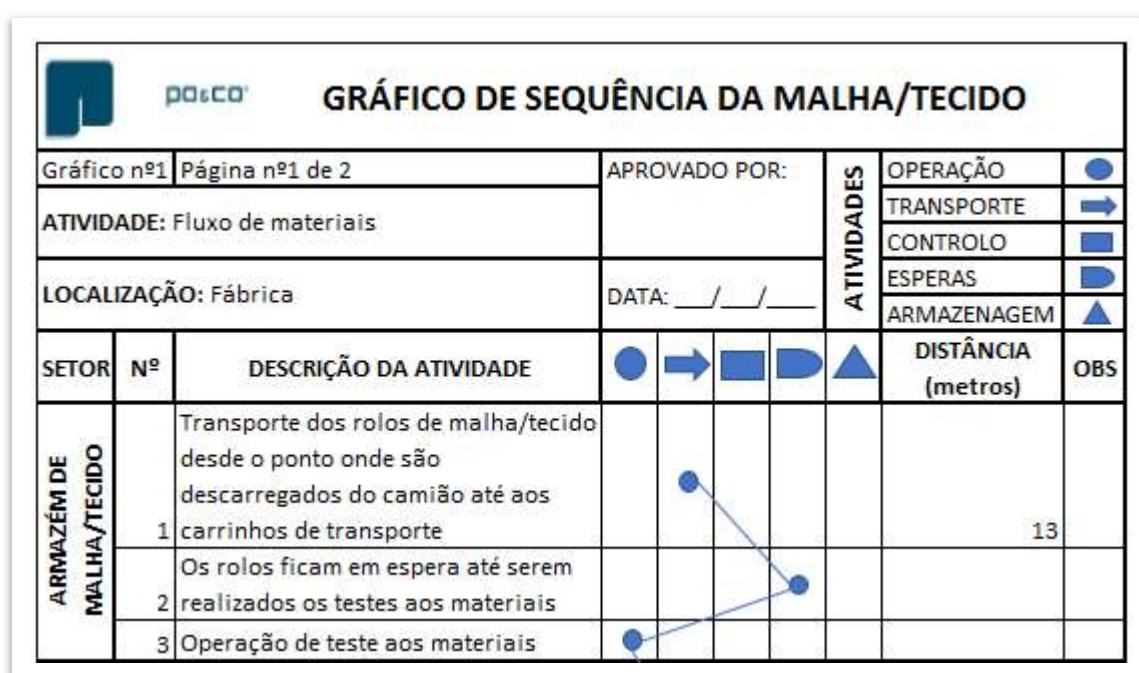 po&co
GRÁFICO DE SEQUÊNCIA DA MALHA/TECIDO
Gráfico nº1 Página nº1 de 2
ATIVIDADE: Fluxo de materiais
LOCALIZAÇÃO: Fábrica
APROVADO POR:
DATA: ___/___/____
ATIVIDADES
OPERAÇÃO
TRANSPORTE
CONTROLO
ESPERAS
ARMAZENAGEM
SETOR Nº DESCRIÇÃO DA ATIVIDADE DISTÂNCIA
(metros) OBS
ARMAZÉM DE
MALHA/TECIDO
Transporte dos rolos de malha/tecido
desde o ponto onde são
descarregados do camião até aos
1 carrinhos de transporte 13
Os rolos ficam em espera até serem
2 realizados os testes aos materiais
3 Operação de teste aos materiais